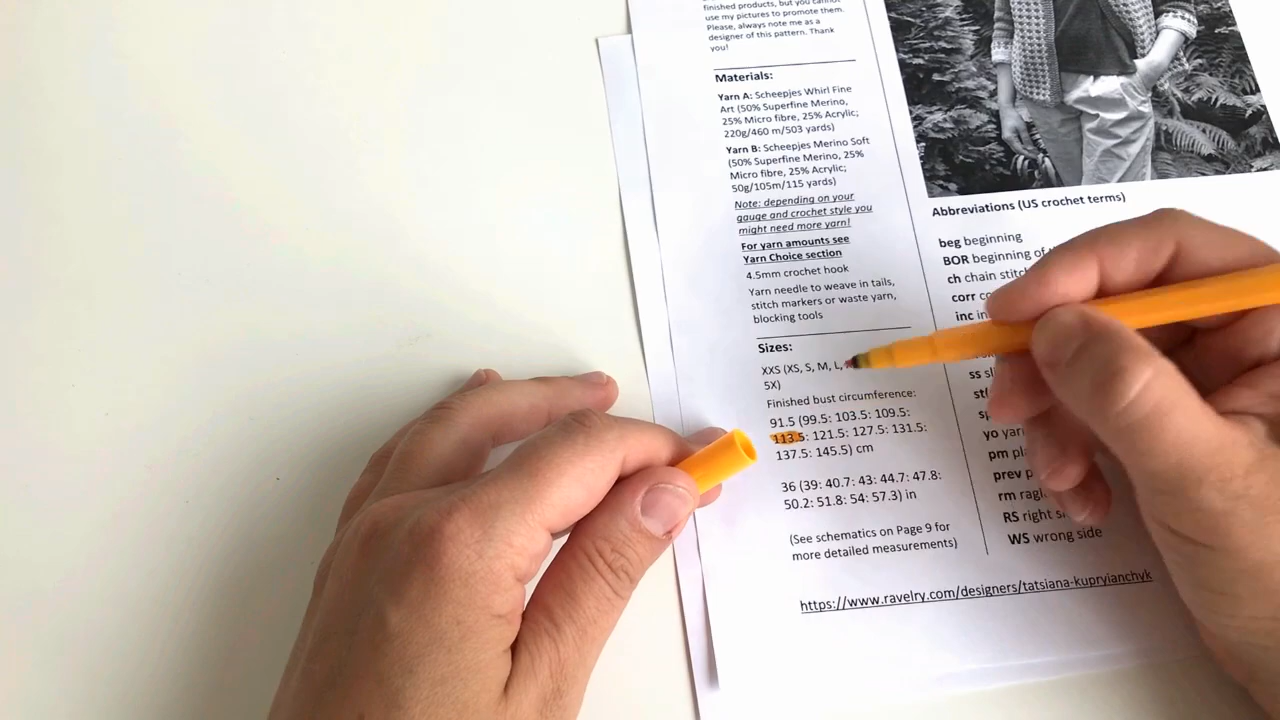 finished products, but you cannot
use my pictures to promote them.
Please, always note me as a
designer of this pattern. Thank
you!
Materials:
Yarn A: Scheepjes Whirl Fine
Art (50% Superfine Merino,
25% Micro fibre, 25% Acrylic;
220g/460 m/503 yards)
Yarn B: Scheepjes Merino Soft
(50% Superfine Merino, 25%
Micro fibre, 25% Acrylic;
50g/105m/115 yards)
Note: depending on your
gauge and crochet style you
might need more yarn!
For yarn amounts see
Yarn Choice section
4.5mm crochet hook
Yarn needle to weave in tails,
stitch markers or waste yarn,
blocking tools
Sizes:
XXS (XS, S, M, L,
5X)
Finished bust circumference:
91.5 (99.5: 103.5: 109.5:
113.5: 121.5: 127.5: 131.5:
137.5: 145.5) cm
36 (39: 40.7: 43: 44.7: 47.8:
50.2: 51.8: 54: 57.3) in
(See schematics on Page 9 for
more detailed measurements)
Abbreviations (US crochet terms)
beg beginning
BOR beginning of
ch chain stitch
corr
inc
ss
yo
pm
prev
rm
RS right
WS wrong side
https://www.ravelry.com/designers/tatsiana-kupryianchyk